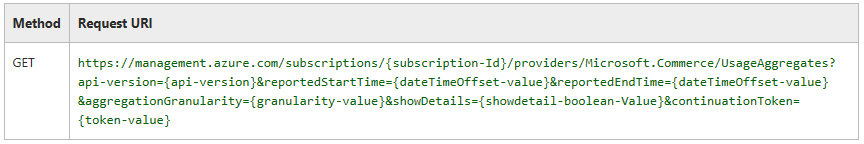 Method Request URI
GET https://management.azure.com/subscriptions/{subscription-Id}/providers/Microsoft.Commerce/UsageAggregates?
api-version={api-version}&reportedStartTime={dateTimeOffset-value}&reportedEndTime={dateTimeOffset-value}
&aggregationGranularity={granularity-value}&showDetails={showdetail-boolean-Value}&continuationToken=
{token-value}